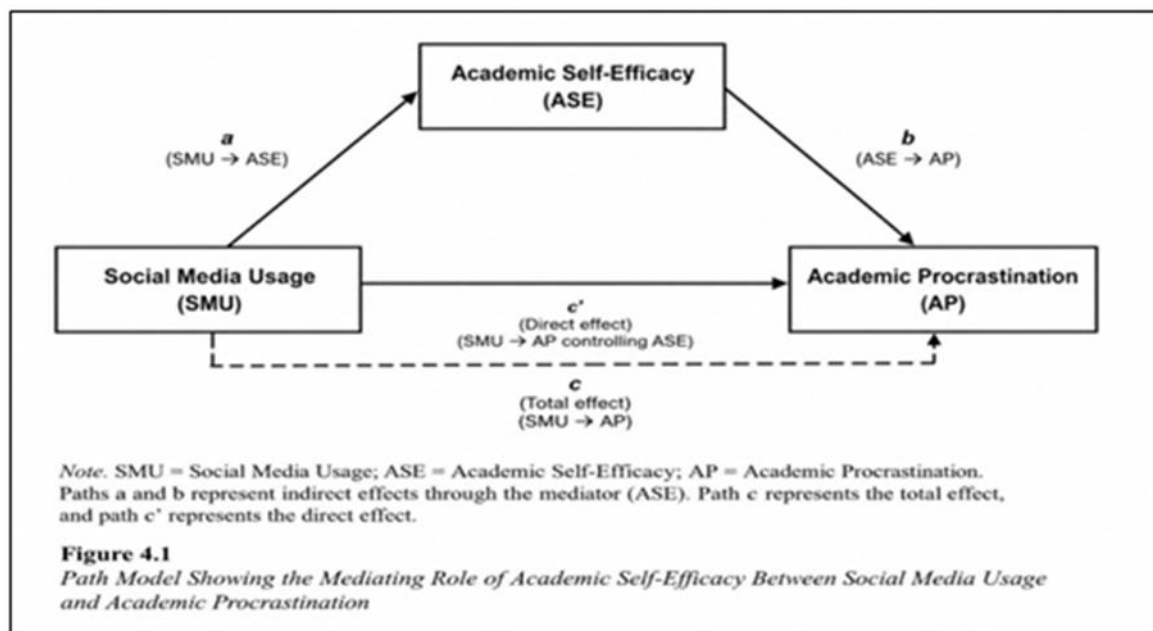 Academic Self-Efficacy
(ASE)
a
(SMU → ASE)
b
(ASE → AP)
Social Media Usage
(SMU)
Academic Procrastination
(AP)
c'
(Direct effect)
(SMU → AP controlling ASE)
c
(Total effect)
(SMU → AP)
Note. SMU = Social Media Usage; ASE = Academic Self-Efficacy; AP = Academic Procrastination.
Paths a and b represent indirect effects through the mediator (ASE). Path c represents the total effect,
and path c' represents the direct effect.
Figure 4.1
Path Model Showing the Mediating Role of Academic Self-Efficacy Between Social Media Usage
and Academic Procrastination